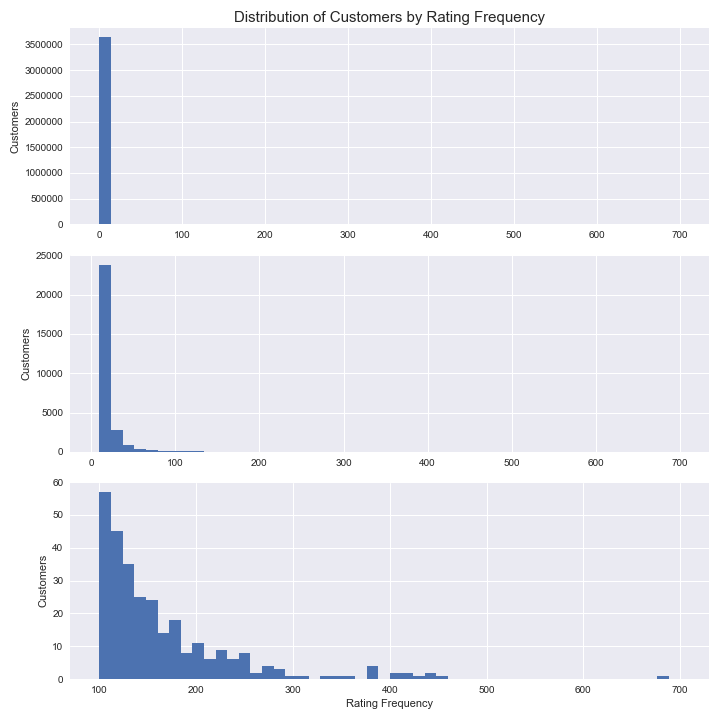 Distribution of Customers by Rating Frequency
3500000
3000000
2500000
2000000
1500000
1000000
500000
0
Customers
0 100 200 300 400 500 600 700
25000
20000
15000
10000
5000
0
Customers
0 100 200 300 400 500 600 700
60
50
40
30
20
10
0
Customers
100 200 300 400 500 600 700
Rating Frequency